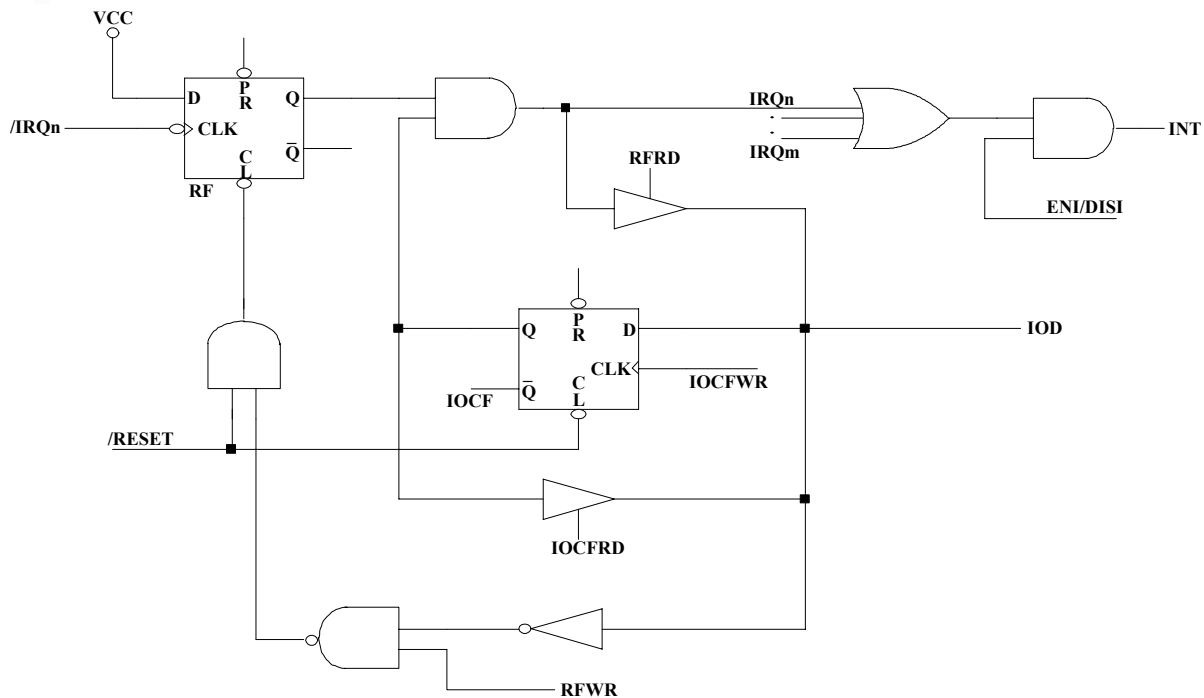 VCC
P
R
D
Q
/IRQn
CLK
C
L
Q̅
RF
IRQn
IRQm
INT
RFRD
ENI/DISI
P
R
Q
D
IOD
CLK
IOCFWR
IOCF
Q̅
C
L
/RESET
IOCFRD
RFWR